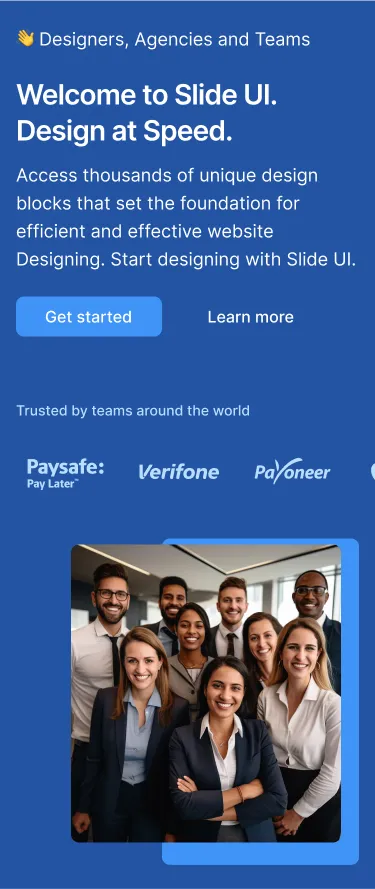 👋 Designers, Agencies and Teams
Welcome to Slide UI.
Design at Speed.
Access thousands of unique design
blocks that set the foundation for
efficient and effective website
Designing. Start designing with Slide UI.
Get started Learn more
Trusted by teams around the world
Paysafe: Verifone Payoneer
Pay Later™